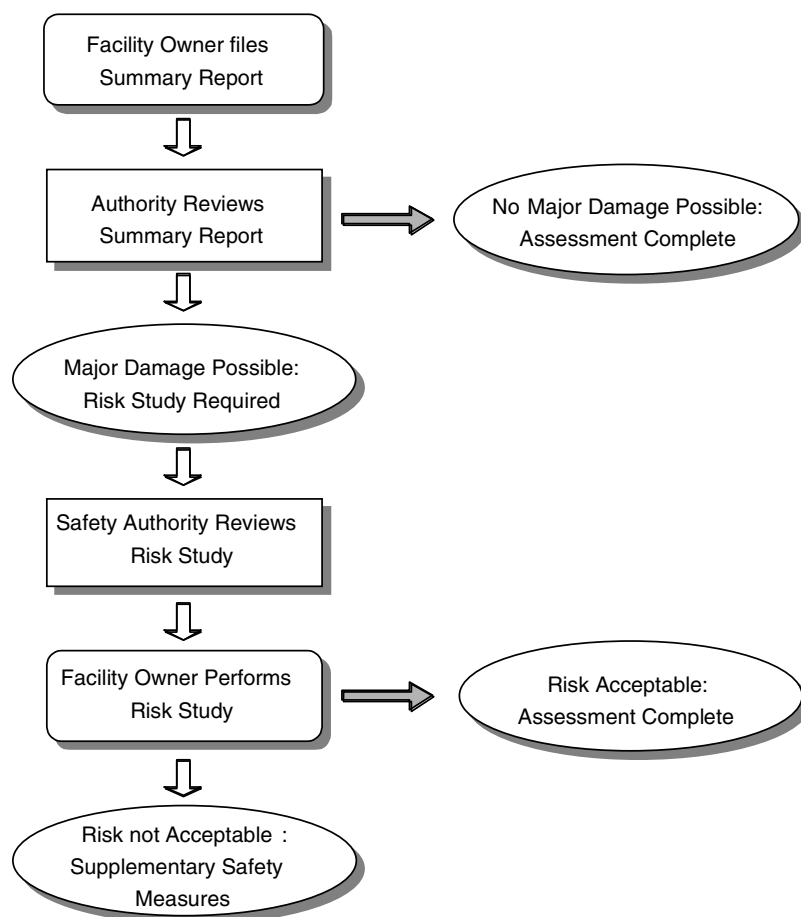 Facility Owner files
Summary Report
Authority Reviews
Summary Report
No Major Damage Possible:
Assessment Complete
Major Damage Possible:
Risk Study Required
Safety Authority Reviews
Risk Study
Facility Owner Performs
Risk Study
Risk Acceptable:
Assessment Complete
Risk not Acceptable :
Supplementary Safety
Measures